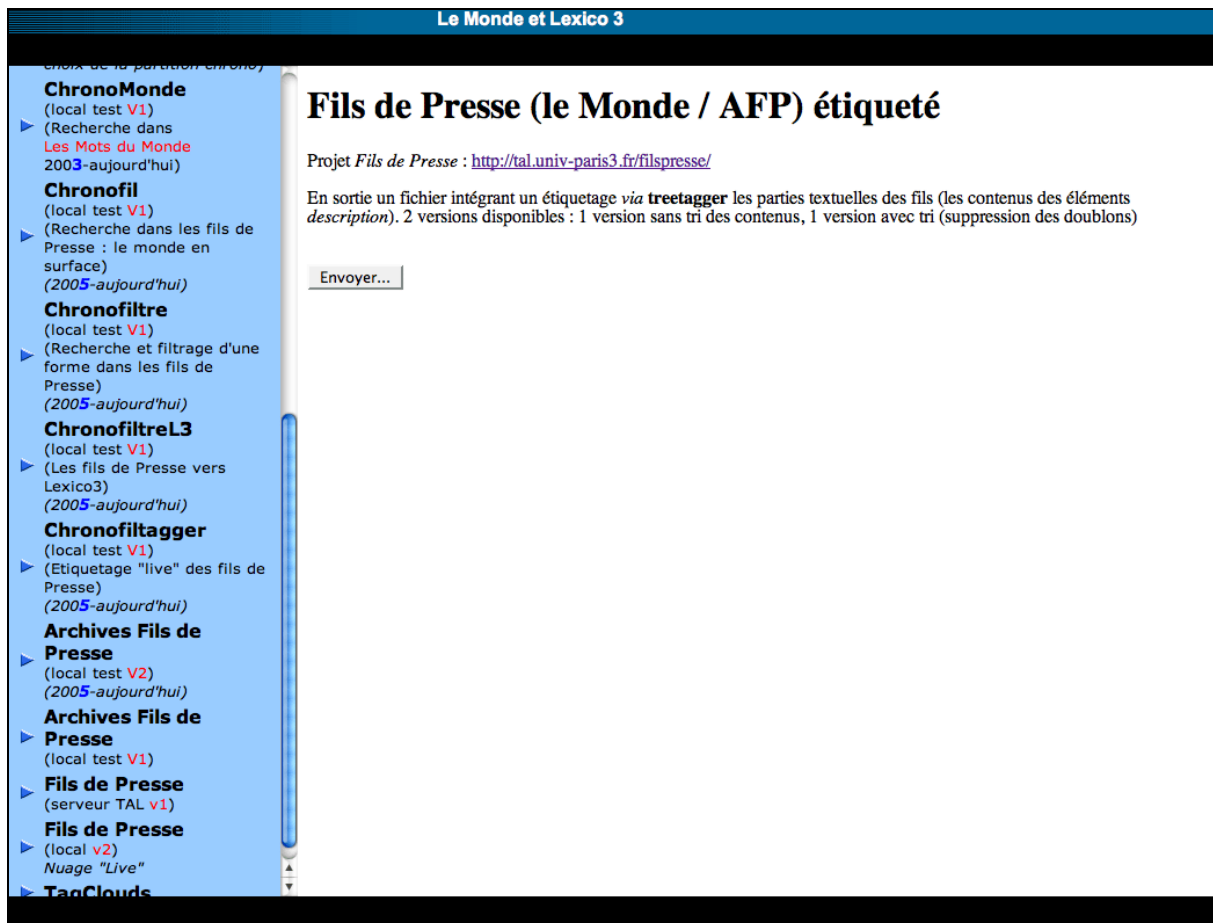 Le Monde et Lexico 3
choix de la partition chrono)
ChronoMonde
(local test V1)
(Recherche dans
Les Mots du Monde
2003-aujourd'hui)
Chronofil
(local test V1)
(Recherche dans les fils de
Presse : le monde en
surface)
(2005-aujourd'hui)
Chronofiltre
(local test V1)
(Recherche et filtrage d'une
forme dans les fils de
Presse)
(2005-aujourd'hui)
ChronofiltreL3
(local test V1)
(Les fils de Presse vers
Lexico3)
(2005-aujourd'hui)
Chronofiltagger
(local test V1)
(Etiquetage "live" des fils de
Presse)
(2005-aujourd'hui)
Archives Fils de
Presse
(local test V2)
(2005-aujourd'hui)
Archives Fils de
Presse
(local test V1)
Fils de Presse
(serveur TAL v1)
Fils de Presse
(local v2)
Nuage "Live"
TagClouds
Fils de Presse (le Monde / AFP) étiqueté
Projet Fils de Presse : http://tal.univ-paris3.fr/filspresse/
En sortie un fichier intégrant un étiquetage via treetagger les parties textuelles des fils (les contenus des éléments
description). 2 versions disponibles : 1 version sans tri des contenus, 1 version avec tri (suppression des doublons)
Envoyer...